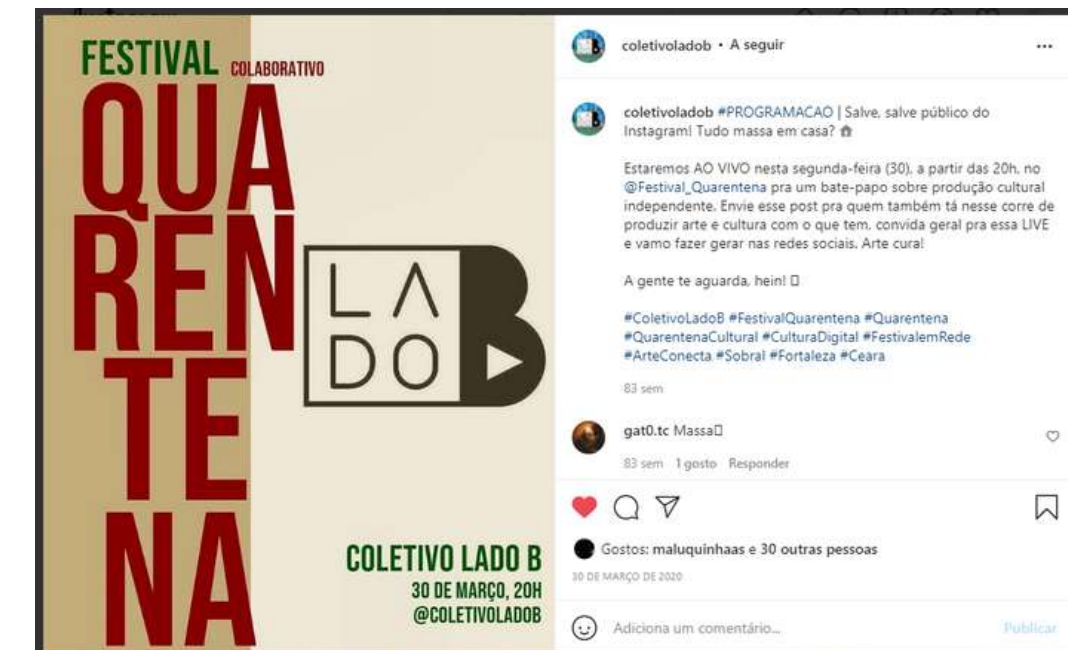 FESTIVAL COLABORATIVO
QUA
REN
TE
NA
LA
DO
B
COLETIVO LADO B
30 DE MARÇO, 20H
@COLETIVOLADOB
coletivoladob • A seguir
coletivoladob #PROGRAMACAO | Salve, salve público do
Instagram! Tudo massa em casa?
Estaremos AO VIVO nesta segunda-feira (30), a partir das 20h, no
@Festival_Quarentena pra um bate-papo sobre produção cultural
independente. Envie esse post pra quem também tá nesse corre de
produzir arte e cultura com o que tem, convida geral pra essa LIVE
e vamo fazer gerar nas redes sociais. Arte cura!
A gente te aguarda, hein!
#ColetivoLadoB #FestivalQuarentena #Quarentena
#QuarentenaCultural #CulturaDigital #FestivalemRede
#ArteConecta #Sobral #Fortaleza #Ceara
83 sem
gat0.tc Massa
83 sem 1 gosto Responder
Gostos: maluquinhaas e 30 outras pessoas
30 DE MARÇO DE 2020
Adiciona um comentário... Publicar